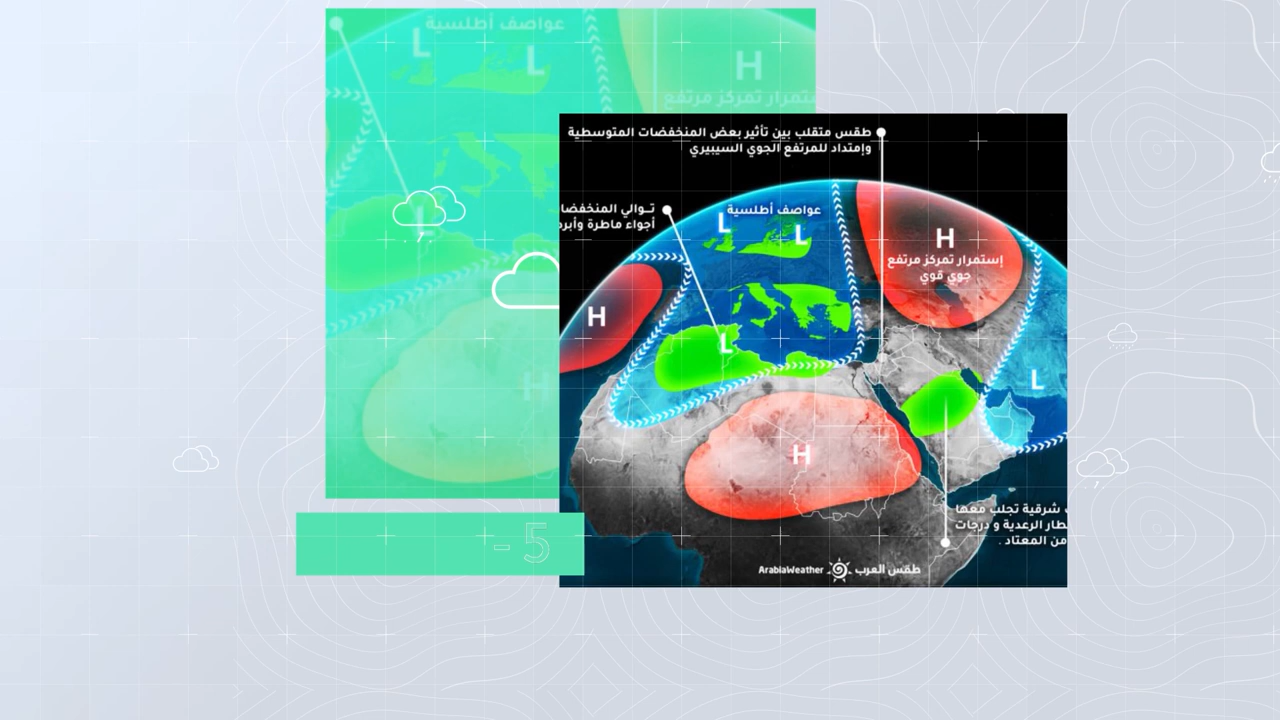 عواصف أطلسية
L
L
H
ستمرار تمركز مرتفع
L
H
- 5
طقس متقلب بين تأثير بعض المنخفضات المتوسطية
وإمتداد للمرتفع الجوي السيبيري
تـوالي المنخفضا
أجواء ماطرة وأبر
عواصف أطلسية
L
L
H
إستمرار تمركز مرتفع
جوي قوي
H
L
L
H
شرقية تجلب معها
طار الرعدية و درجات
من المعتاد .
ArabiaWeather طقس العرب